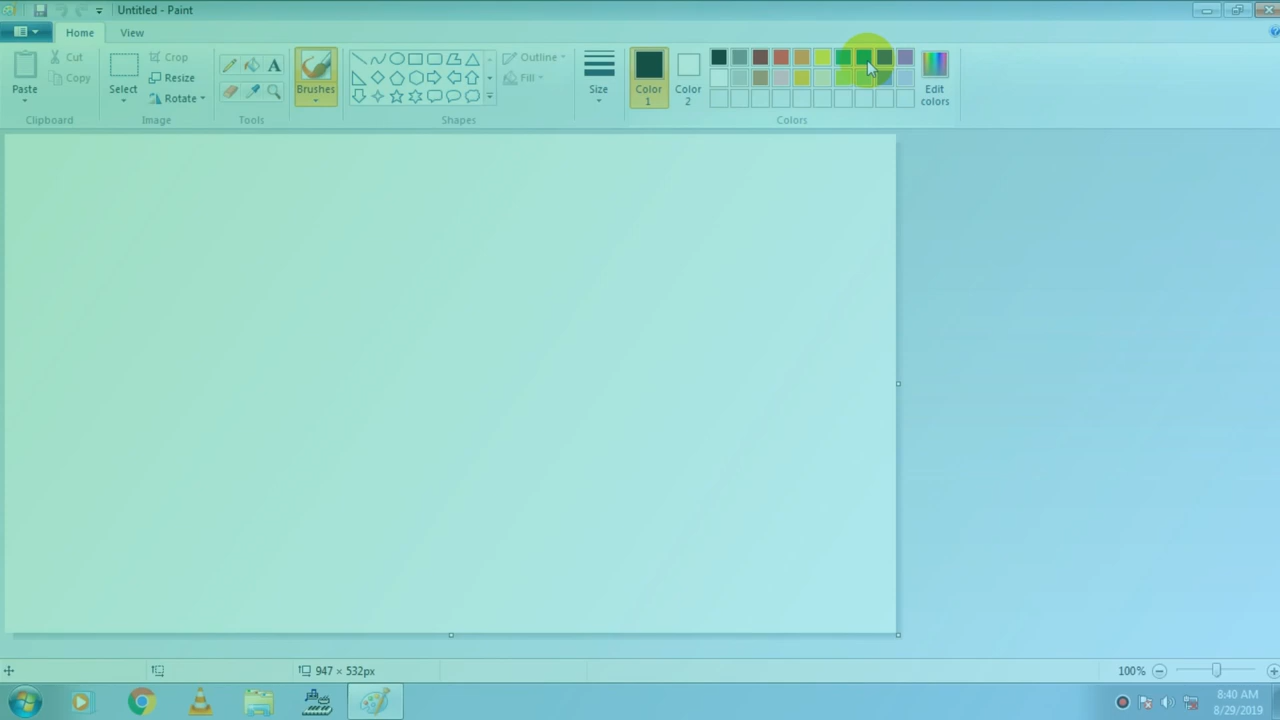 Untitled - Paint
Home View
Paste
Cut
Copy
Clipboard
Select
Crop
Resize
Rotate
Image
A
Tools
Brushes
Outline
Fill
Shapes
Size
Color
1
Color
2
Edit
colors
Colors
947 × 532px
100%
8:40 AM
8/29/2019